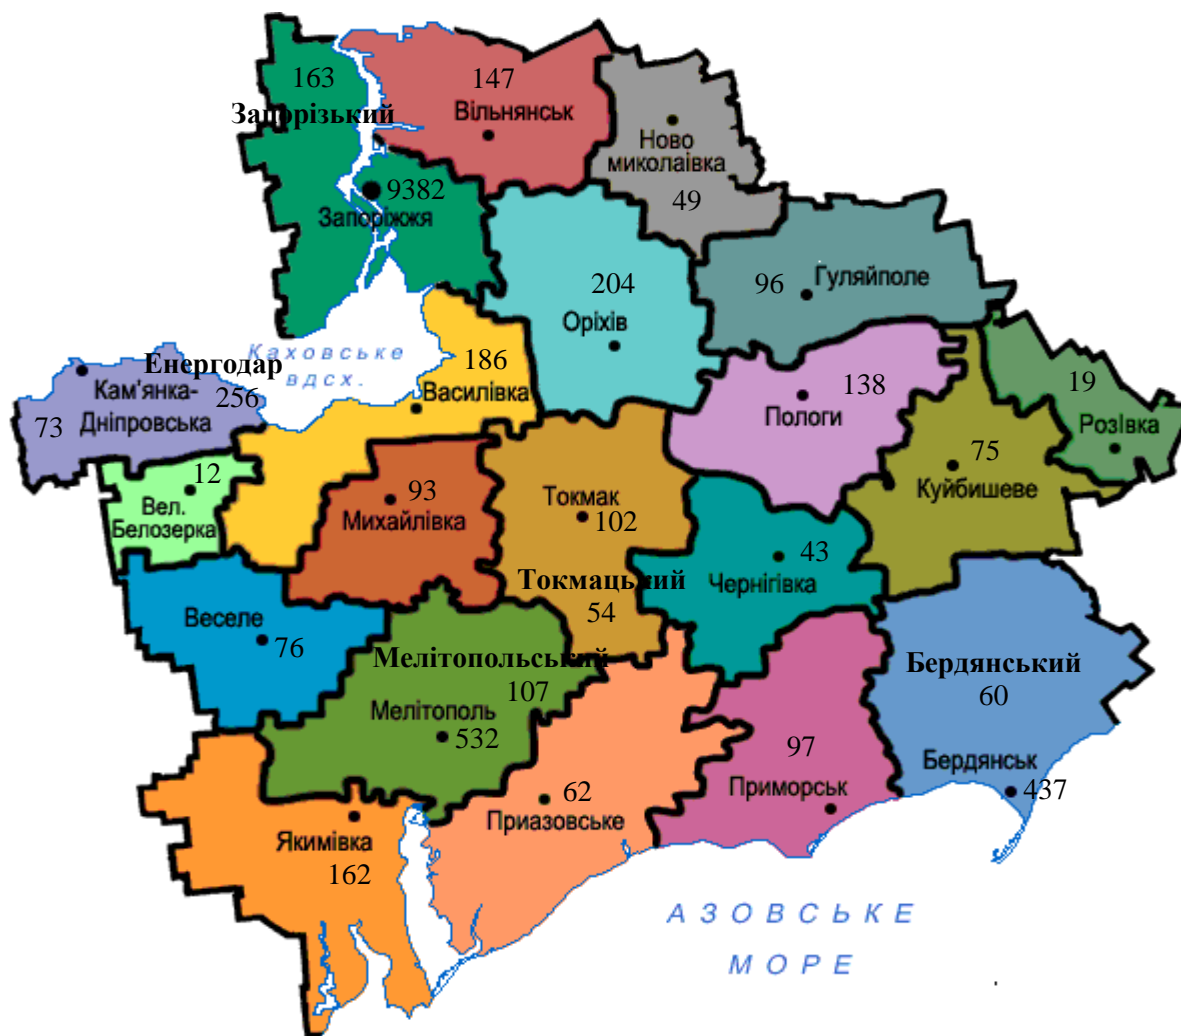 163
Запорізький
147
Вільнянськ
Ново
миколаївка
49
9382
Запоріжжя
204
Оріхів
96
Гуляйполе
Каховське
вдсх.
Енергодар
256
Кам'янка-
Дніпровська
73
186
Василівка
138
Пологи
19
Розівка
12
Вел.
Белозерка
93
Михайлівка
Токмак
102
75
Куйбишеве
43
Чернігівка
Токмацький
54
Веселе
76
Мелітопольський
107
Мелітополь
532
Бердянський
60
Бердянськ
437
97
Приморськ
62
Приазовське
Якимівка
162
АЗОВСЬКЕ
МОРЕ